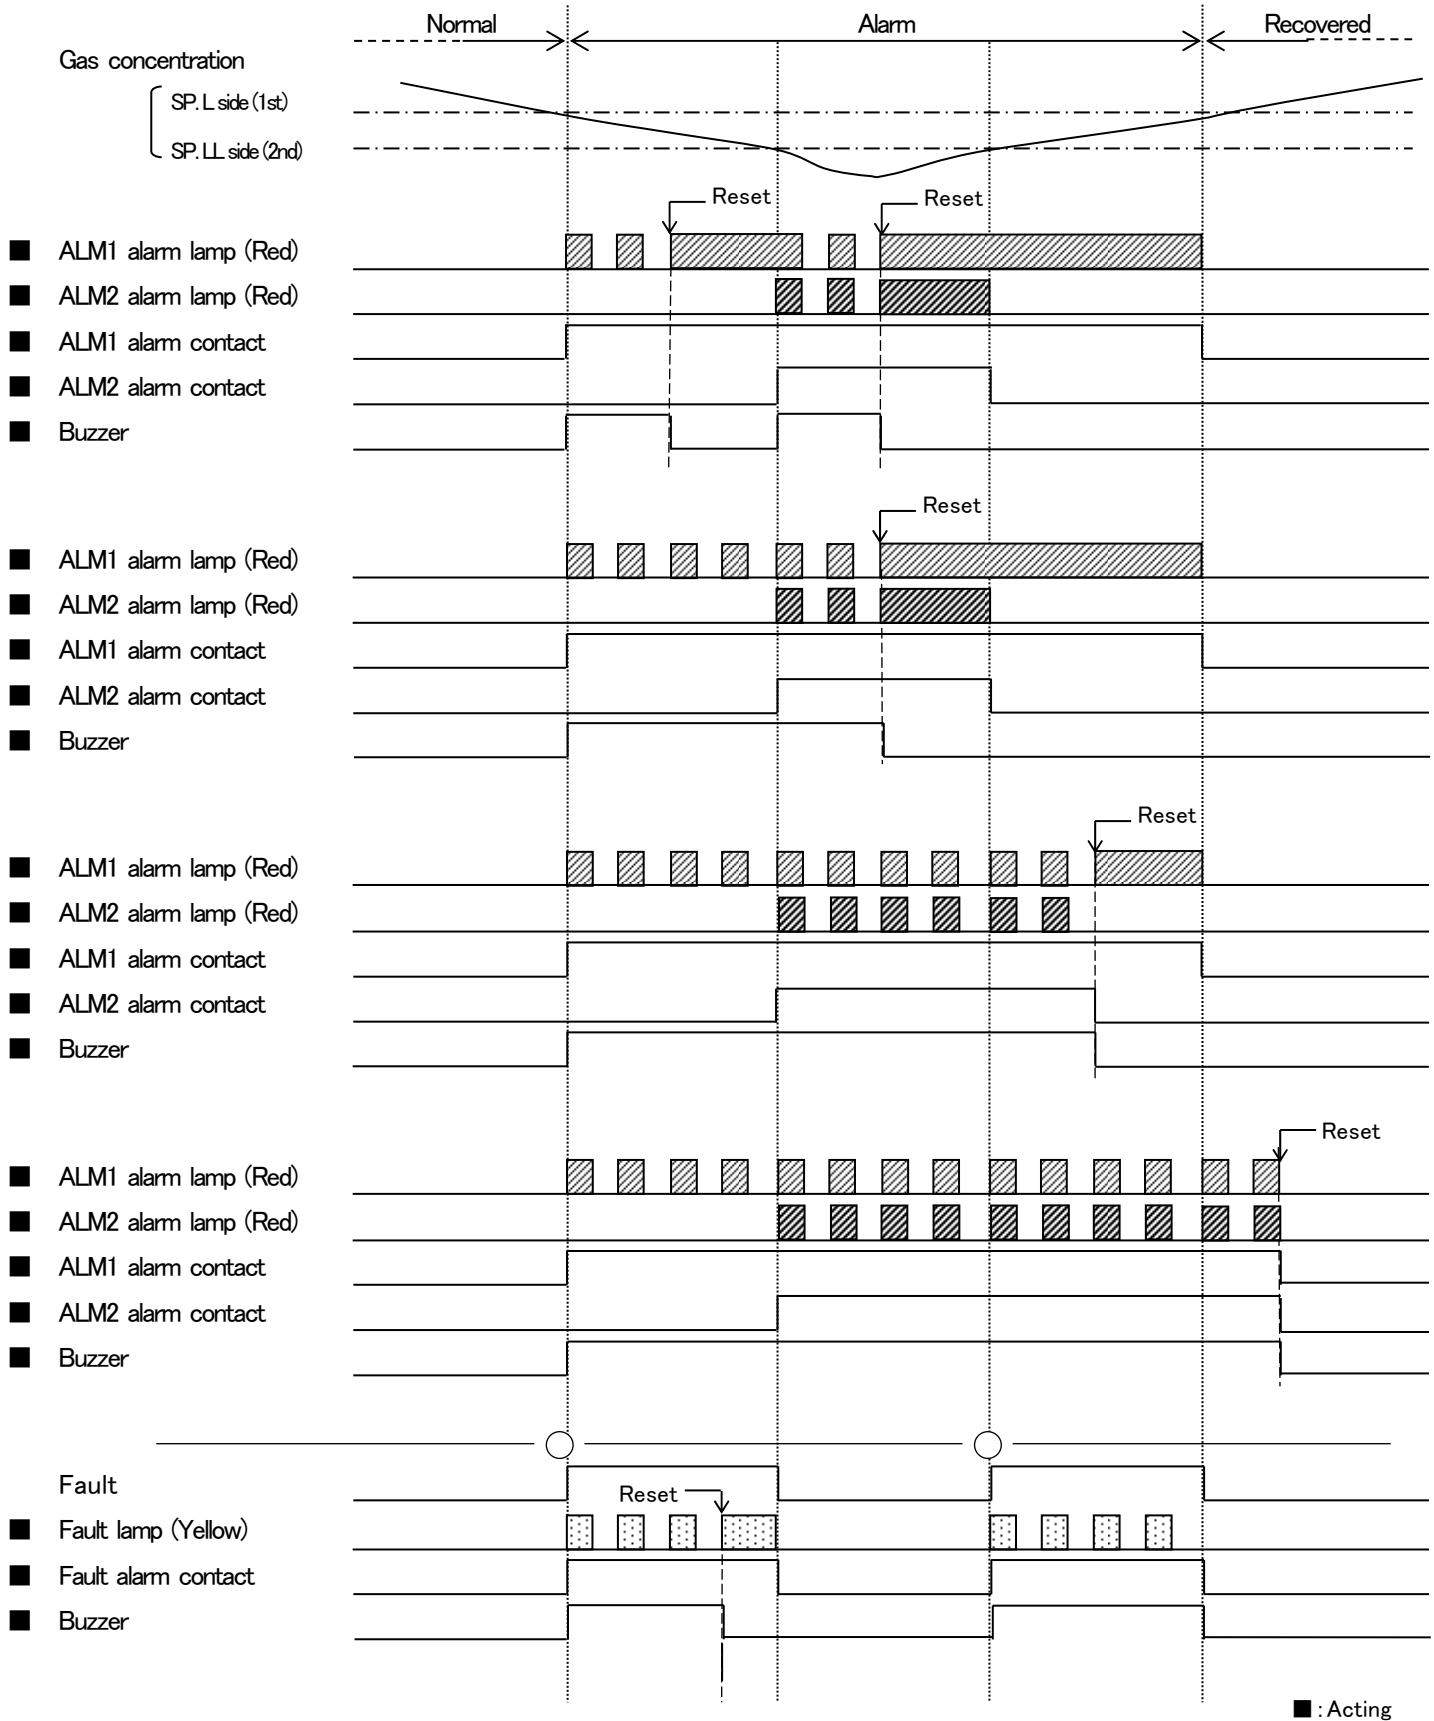 Normal Alarm Recovered
Gas concentration
SP. L side (1st)
SP. LL side (2nd)
Reset Reset
■ ALM1 alarm lamp (Red)
■ ALM2 alarm lamp (Red)
■ ALM1 alarm contact
■ ALM2 alarm contact
■ Buzzer
Reset
■ ALM1 alarm lamp (Red)
■ ALM2 alarm lamp (Red)
■ ALM1 alarm contact
■ ALM2 alarm contact
■ Buzzer
Reset
■ ALM1 alarm lamp (Red)
■ ALM2 alarm lamp (Red)
■ ALM1 alarm contact
■ ALM2 alarm contact
■ Buzzer
Reset
■ ALM1 alarm lamp (Red)
■ ALM2 alarm lamp (Red)
■ ALM1 alarm contact
■ ALM2 alarm contact
■ Buzzer
Fault
Reset
■ Fault lamp (Yellow)
■ Fault alarm contact
■ Buzzer
■ : Acting